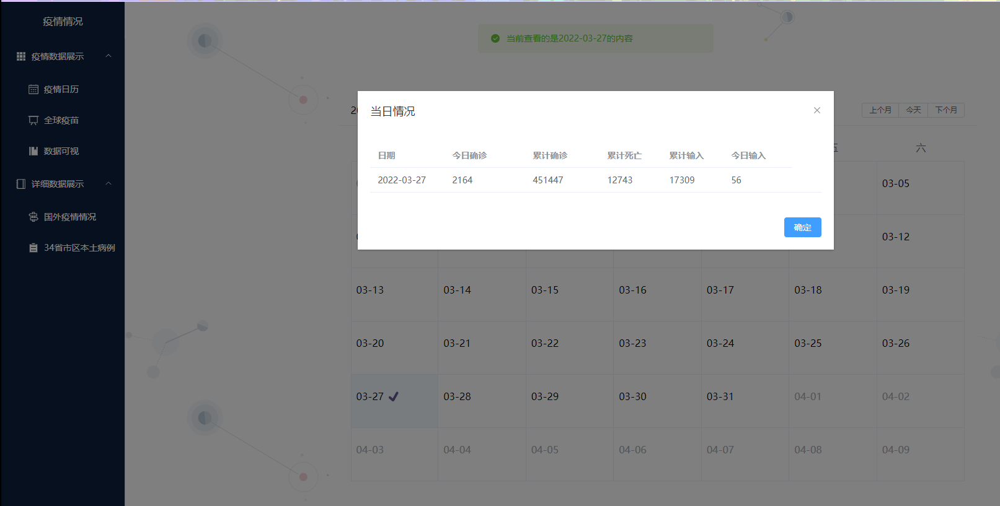 疫情情况
疫情数据展示
疫情日历
全球疫苗
数据可视
详细数据展示
国外疫情情况
34省市区本土病例
当前查看的是2022-03-27的内容
上个月 今天 下个月
当日情况
日期 今日确诊 累计确诊 累计死亡 累计输入 今日输入
2022-03-27 2164 451447 12743 17309 56
确定
六
03-05
03-12
03-13 03-14 03-15 03-16 03-17 03-18 03-19
03-20 03-21 03-22 03-23 03-24 03-25 03-26
03-27 03-28 03-29 03-30 03-31 04-01 04-02
04-03 04-04 04-05 04-06 04-07 04-08 04-09